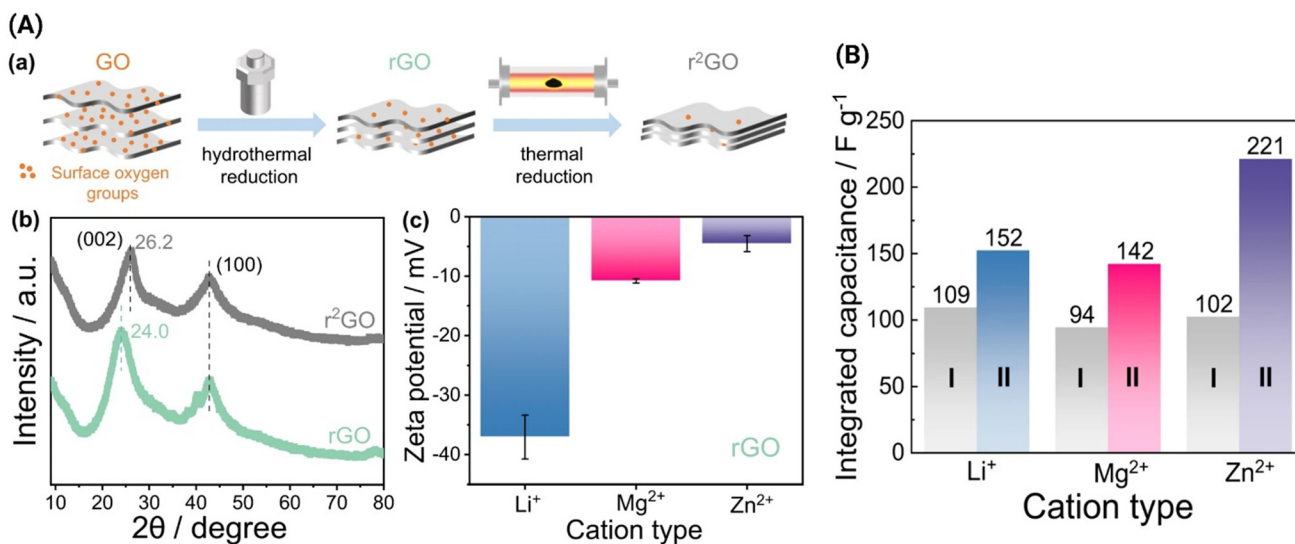 (A)
(a)
GO
rGO
r²GO
hydrothermal
reduction
thermal
reduction
Surface oxygen
groups
(b)
(002)
26.2
(100)
r²GO
24.0
rGO
Intensity / a.u.
10 20 30 40 50 60 70 80
2θ / degree
(c)
0
-10
-20
-30
-40
Zeta potential / mV
rGO
Li⁺ Mg²⁺ Zn²⁺
Cation type
(B)
250
200
150
100
50
0
Integrated capacitance / F g⁻¹
109 152 94 142 102 221
I II I II I II
Li⁺ Mg²⁺ Zn²⁺
Cation type